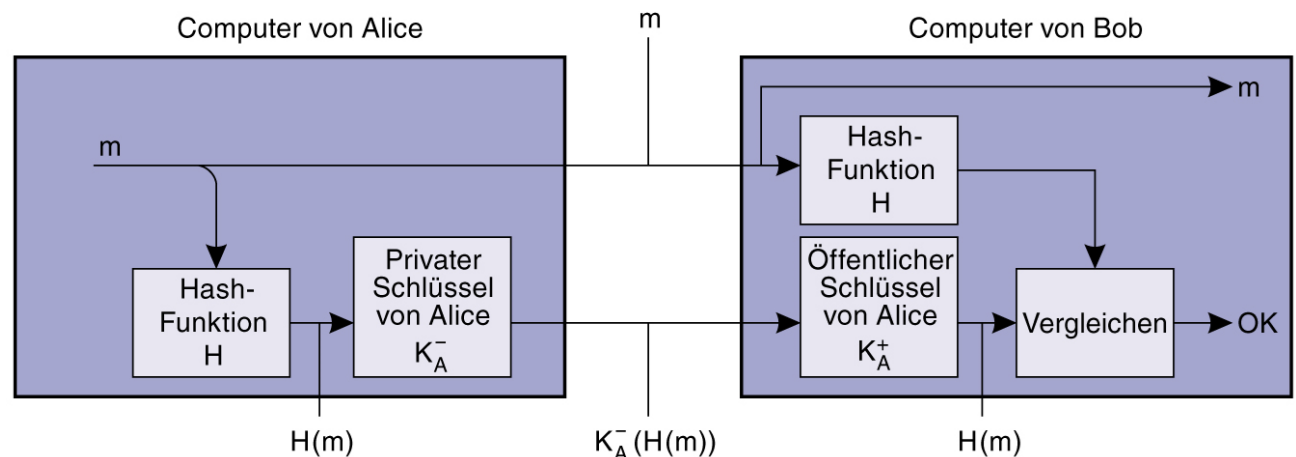 m
Computer von Alice
Computer von Bob
m
m
Hash-
Funktion
H
Hash-
Funktion
H
Privater
Schlüssel
von Alice
K_A^-
Öffentlicher
Schlüssel
von Alice
K_A^+
Vergleichen
OK
H(m)
K_A^-(H(m))
H(m)